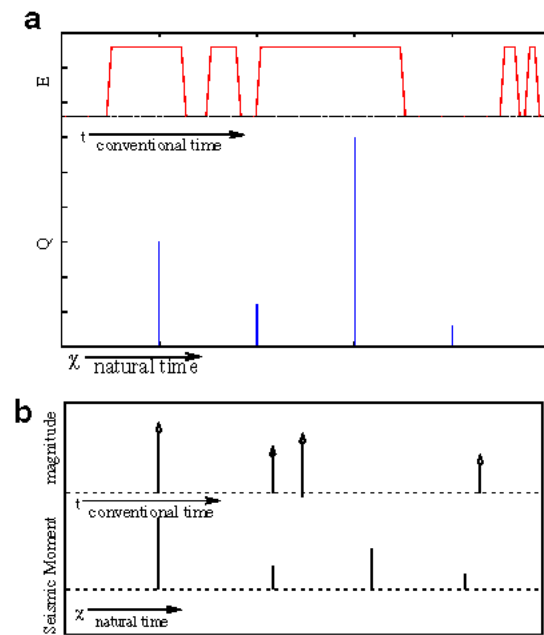 a
E
t
conventional time
Q
χ
natural time
b
magnitude
t
conventional time
Seismic Moment
χ
natural time